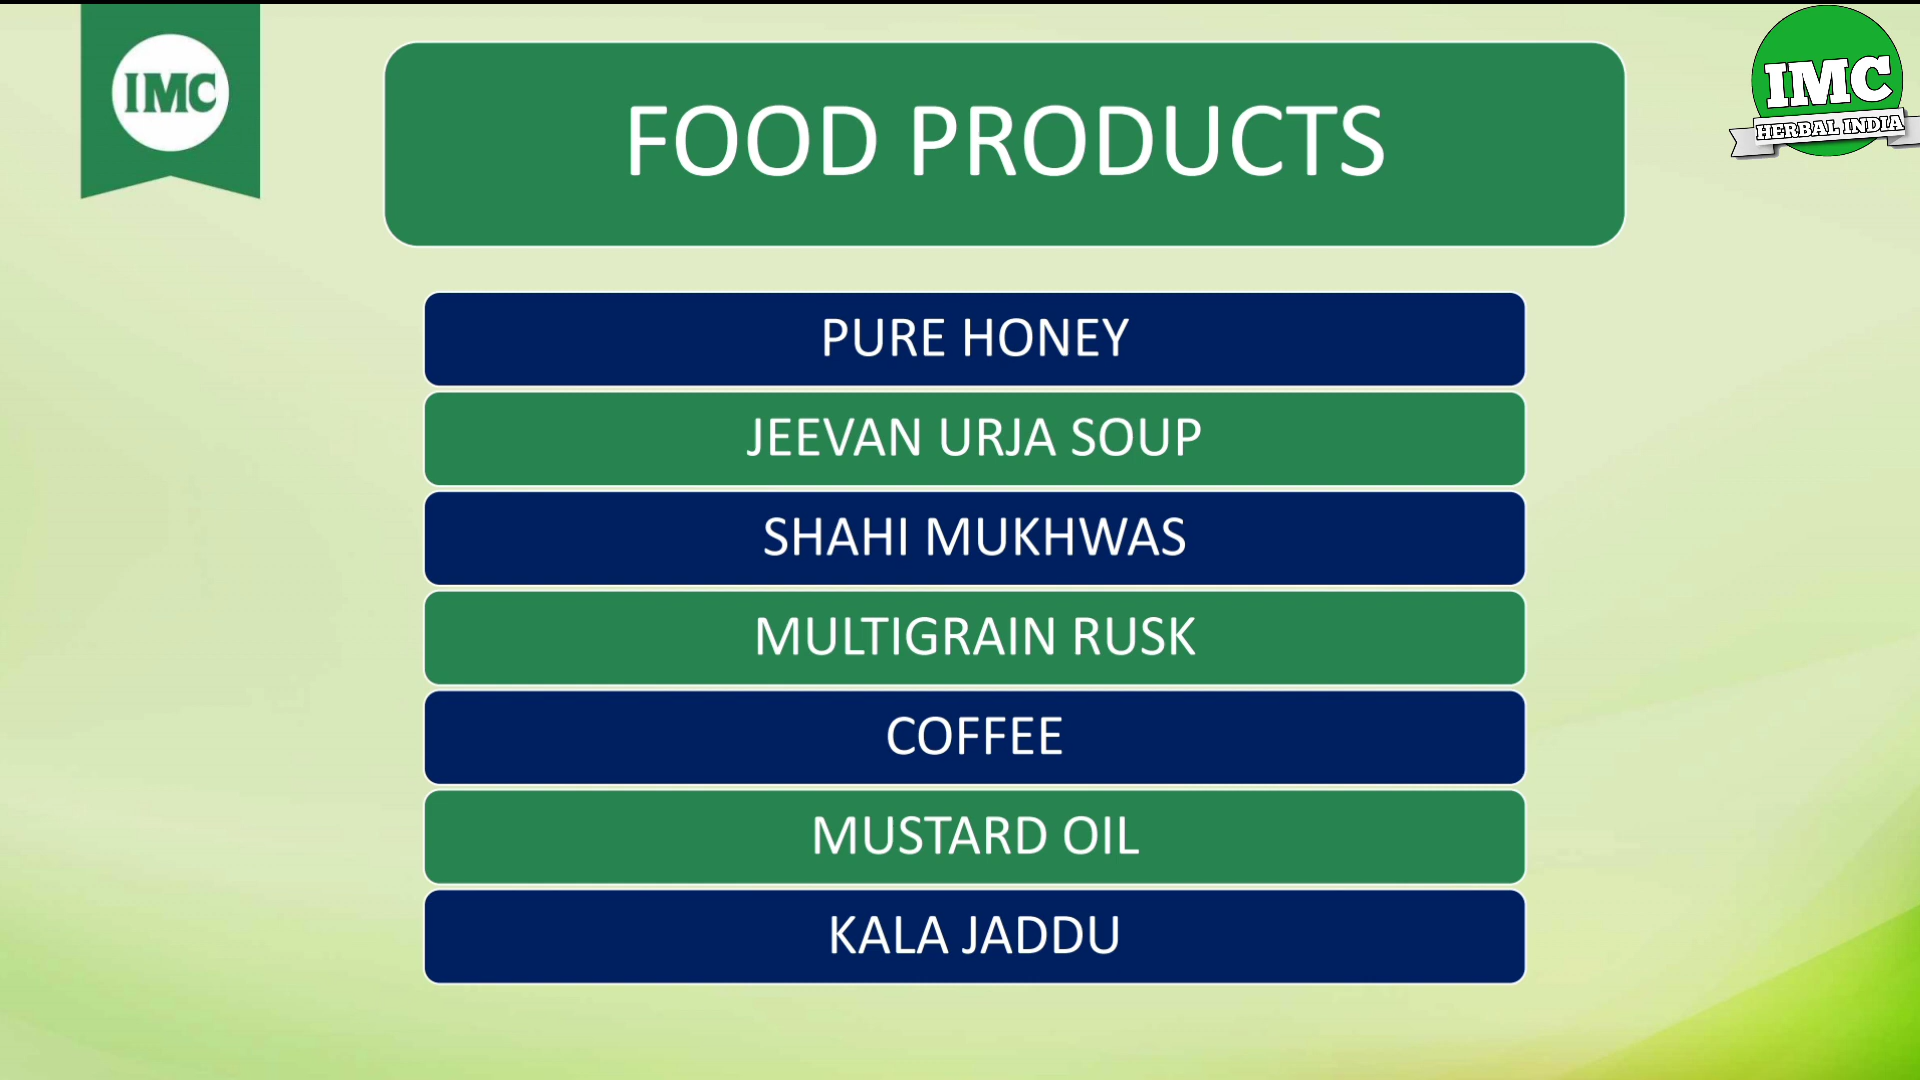 IMC
FOOD PRODUCTS
IMC
HERBAL INDIA
PURE HONEY
JEEVAN URJA SOUP
SHAHI MUKHWAS
MULTIGRAIN RUSK
COFFEE
MUSTARD OIL
KALA JADDU